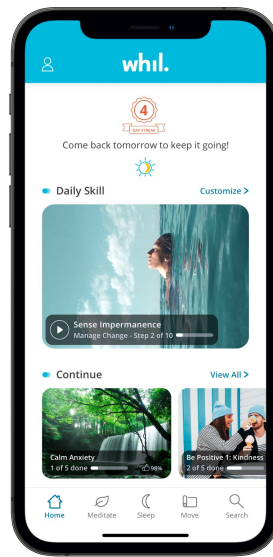 whil.
4
DAY STREAK
Come back tomorrow to keep it going!
Daily Skill
Customize >
Sense Impermanence
Manage Change - Step 2 of 10
Continue
View All >
Calm Anxiety
1 of 5 done
98%
Be Positive 1: Kindness
2 of 5 done
Home
Meditate
Sleep
Move
Search